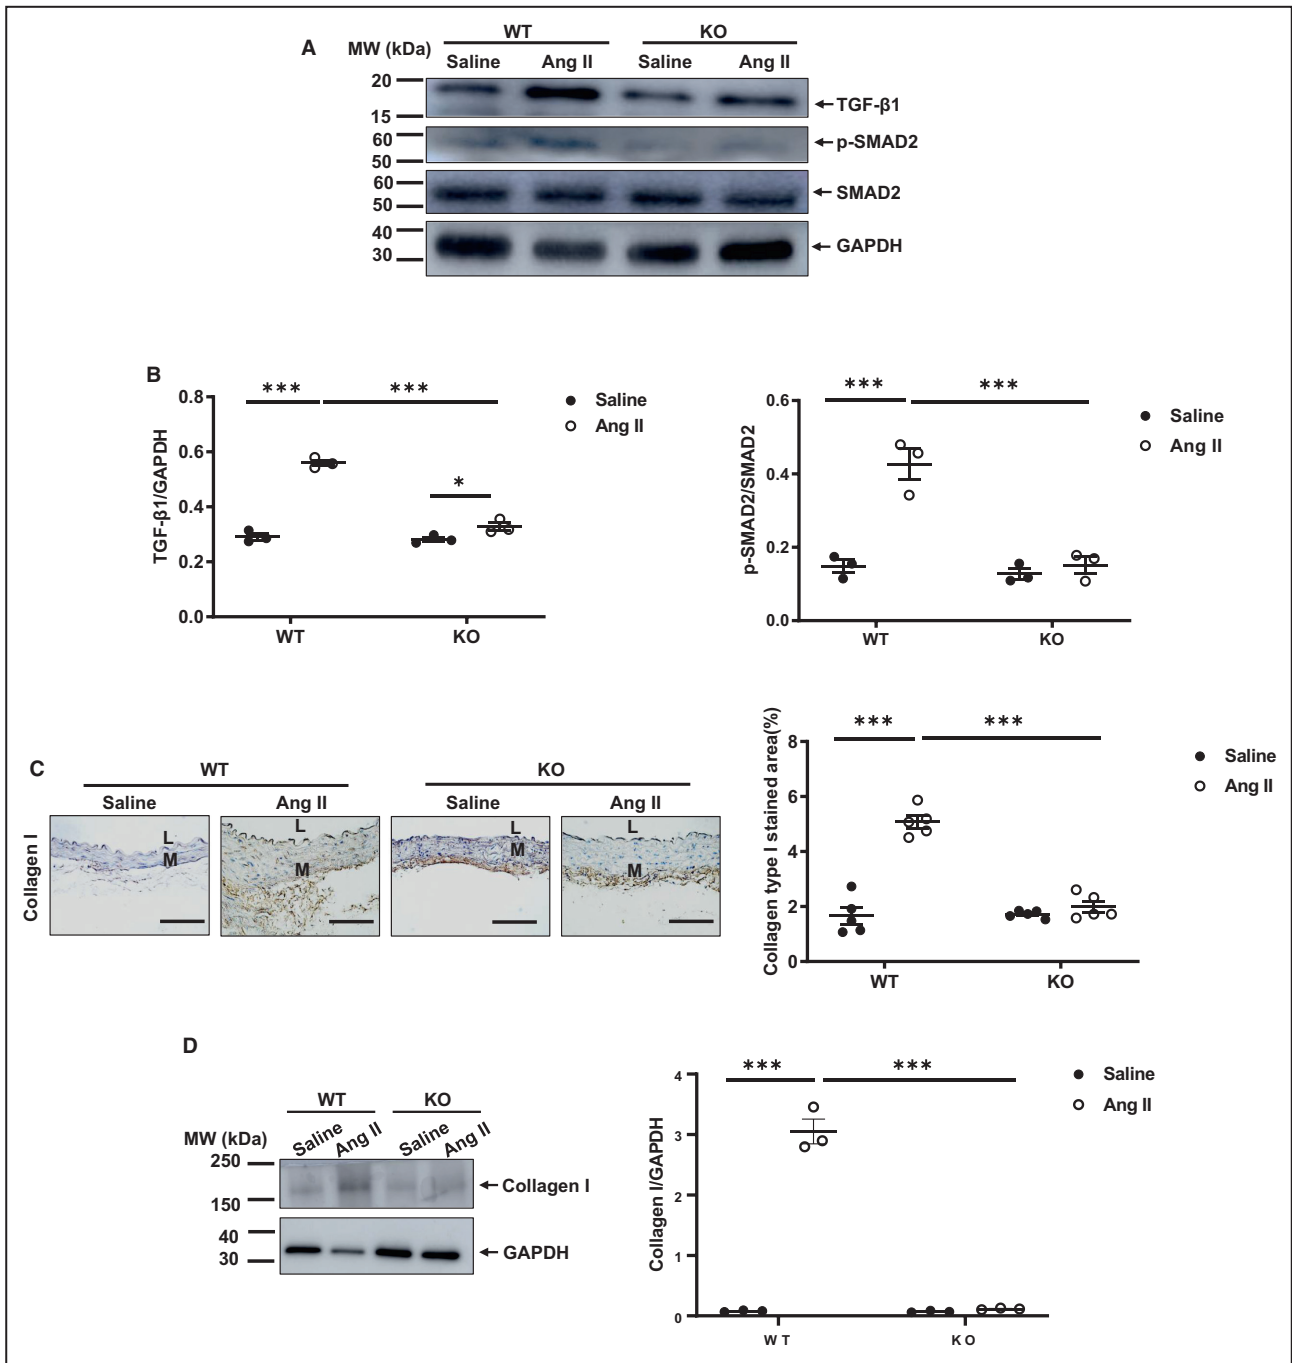 A
MW (kDa)
WT
KO
Saline
Ang II
Saline
Ang II
20
15
TGF-β1
60
50
p-SMAD2
60
50
SMAD2
40
30
GAPDH
B
TGF-β1/GAPDH
0.8
0.6
0.4
0.2
0.0
***
***
*
WT
KO
Saline
Ang II
p-SMAD2/SMAD2
0.6
0.4
0.2
0.0
***
***
WT
KO
Saline
Ang II
C
WT
KO
Saline
Ang II
Saline
Ang II
Collagen I
L
M
L
M
L
M
L
M
Collagen type I stained area(%)
8
6
4
2
0
***
***
WT
KO
Saline
Ang II
D
WT
KO
MW (kDa)
Saline
Ang II
Saline
Ang II
250
150
Collagen I
40
30
GAPDH
Collagen I/GAPDH
4
3
2
1
0
***
***
WT
KO
Saline
Ang II